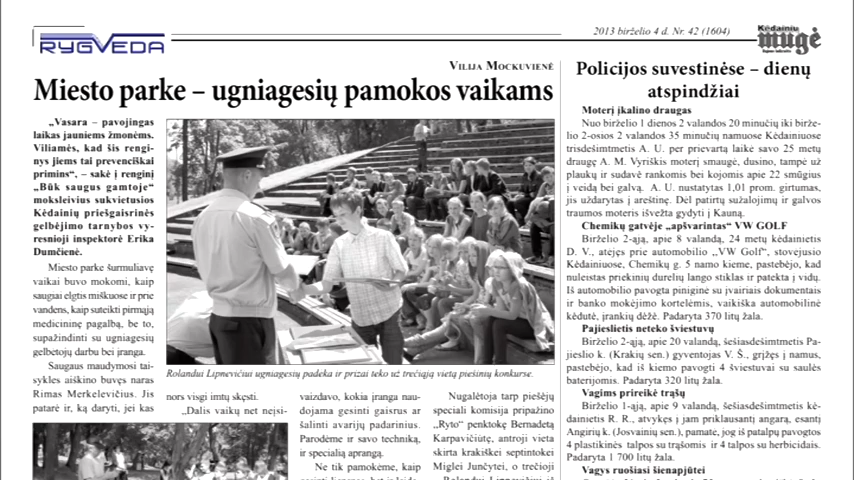 RYGVEDA
2013 birželio 4 d. Nr. 42 (1604)
Kėdainių
mugė
VILIJA MOCKUVIENĖ
Miesto parke – ugniagesių pamokos vaikams
„Vasara – pavojingas
laikas jauniems žmonėms.
Viliamės, kad šis rengi-
nys jiems tai prevenciškai
primins“, – sakė į renginį
„Būk saugus gamtoje“
moksleivius sukvietusios
Kėdainių priešgaisrinės
gelbėjimo tarnybos vy-
resnioji inspektorė Erika
Dumčienė.
Miesto parke šurmuliavę
vaikai buvo mokomi, kaip
saugiai elgtis miškuose ir prie
vandens, kaip suteikti pirmąją
medicininę pagalbą, be to,
supažindinti su ugniagesių
gelbėtojų darbu bei įranga.
Saugaus maudymosi tai-
sykles aiškino buvęs naras
Rimas Merkelevičius. Jis
patarė ir, ką daryti, jei kas
Rolandui Lipnevičiui ugniagesių padėka ir prizai teko už trečiąją vietą piešinių konkurse.
nors visgi imtų skęsti.
„Dalis vaikų net neįsi-
vaizdavo, kokia įranga nau-
dojama gesinti gaisrus ar
šalinti avarijų padarinius.
Parodėme ir savo techniką,
ir specialią aprangą.
Ne tik pamokėme, kaip
Nugalėtoja tarp piešėjų
speciali komisija pripažino
„Ryto“ penktokę Bernadetą
Karpavičiūtę, antroji vieta
skirta krakiškei septintokei
Miglei Junčytei, o trečioji
– Rolandui Lipnevičiui iš
Policijos suvestinėse – dienų
atspindžiai
Moterį įkalino draugas
Nuo birželio 1 dienos 2 valandos 20 minučių iki birže-
lio 2-osios 2 valandos 35 minučių namuose Kėdainiuose
trisdešimtmetis A. U. per prievartą laikė savo 25 metų
draugę A. M. Vyriškis moterį smaugė, dusino, tampė už
plaukų ir sudavė rankomis bei kojomis apie 22 smūgius
į veidą bei galvą. A. U. nustatytas 1,01 prom. girtumas,
jis uždarytas į areštinę. Dėl patirtų sužalojimų ir galvos
traumos moteris išvežta gydyti į Kauną.
Chemikų gatvėje „apšvarintas“ VW GOLF
Birželio 2-ąją, apie 8 valandą, 24 metų kėdainietis
D. V., atėjęs prie automobilio „VW Golf“, stovėjusio
Kėdainiuose, Chemikų g. 5 namo kieme, pastebėjo, kad
nuleistas priekinių durelių lango stiklas ir patekta į vidų.
Iš automobilio pavogta piniginė su įvairiais dokumentais
ir banko mokėjimo kortelėmis, vaikiška automobilinė
kėdutė, įrankių dėžė. Padaryta 370 litų žala.
Pajieslietis neteko šviestuvų
Birželio 2-ąją, apie 20 valandą, šešiasdešimtmetis Pa-
jieslio k. (Krakių sen.) gyventojas V. Š., grįžęs į namus,
pastebėjo, kad iš kiemo pavogti 4 šviestuvai su saulės
baterijomis. Padaryta 320 litų žala.
Vagims prireikė trąšų
Birželio 1-ąją, apie 9 valandą, šešiasdešimtmetis kė-
dainietis R. R., atvykęs į jam priklausantį angarą, esantį
Angirių k. (Josvainių sen.), pamatė, jog iš patalpų pavogtos
4 plastikinės talpos su trąšomis ir 4 talpos su herbicidais.
Padaryta 1 700 litų žala.
Vagys ruošiasi šienapjūtei